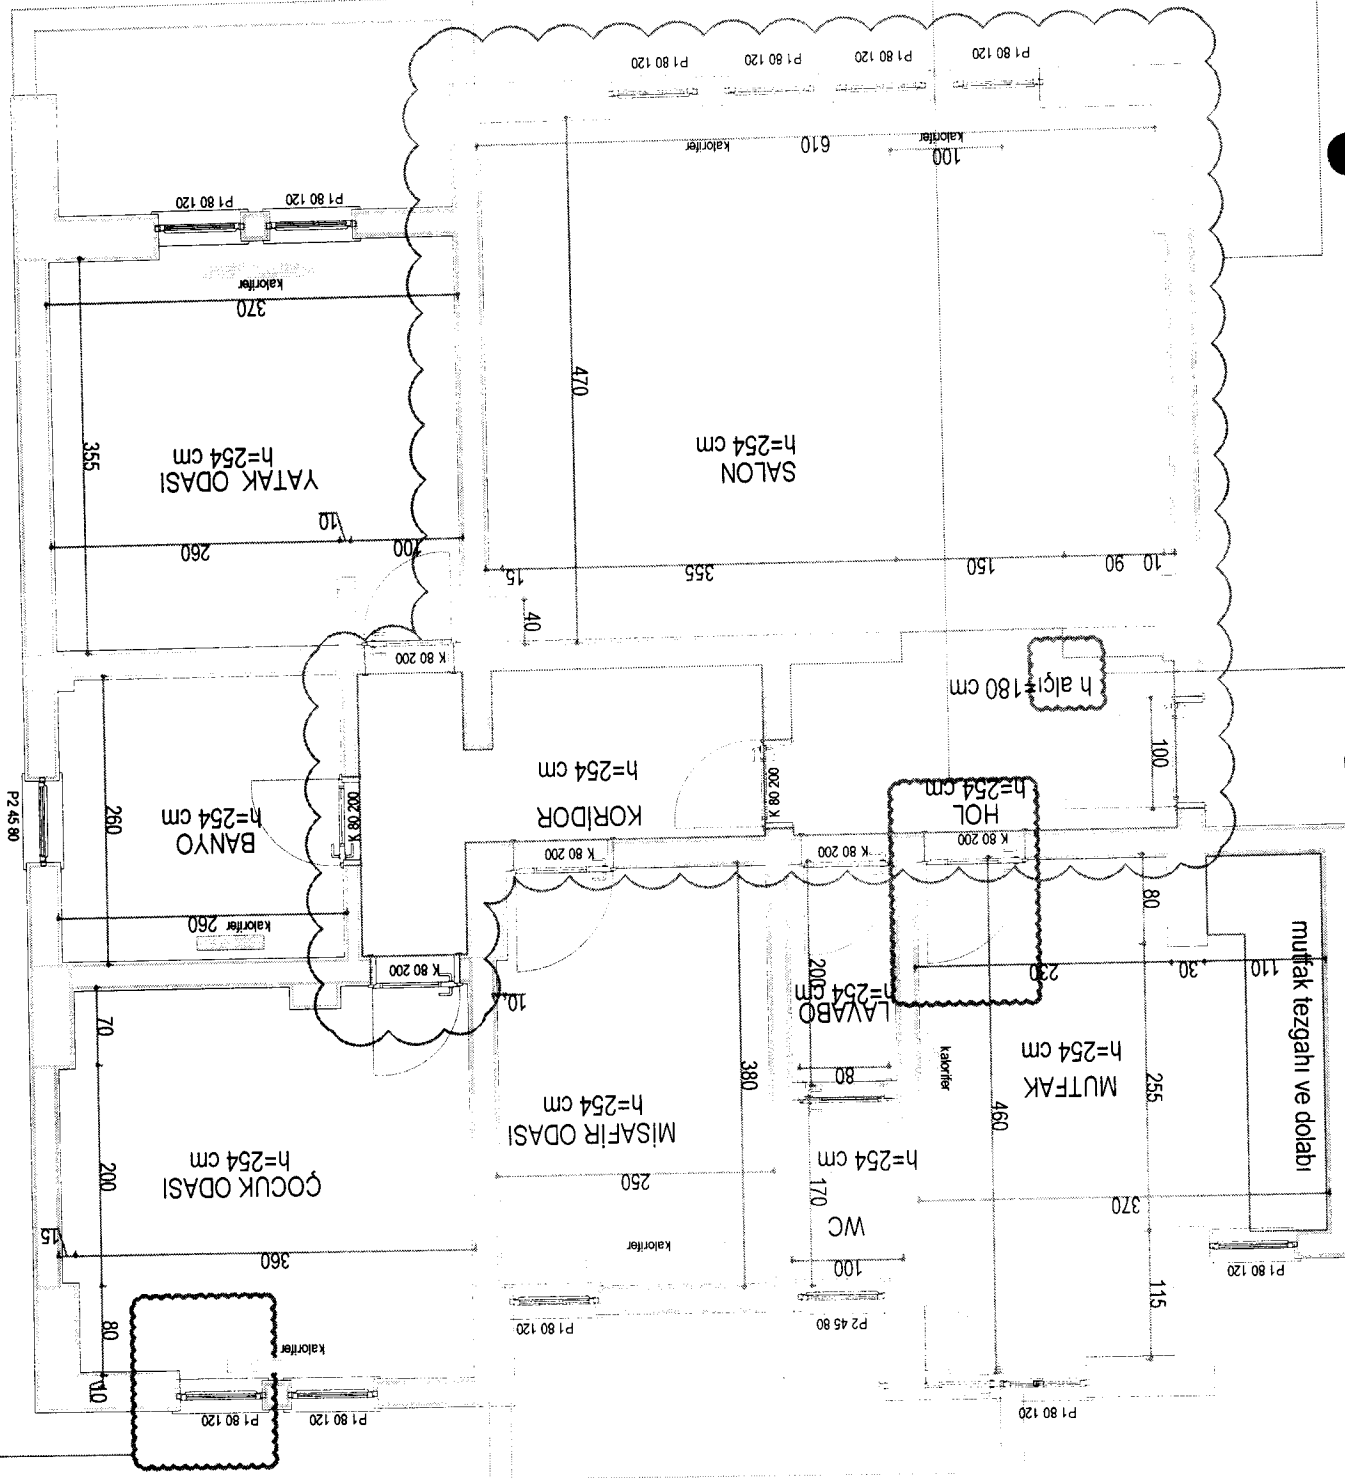 P1 80 120
P1 80 120
P1 80 120
P1 80 120
kalorifer
610
kalorifer
100
P1 80 120
P1 80 120
kalorifer
370
470
355
YATAK ODASI
h=254 cm
SALON
h=254 cm
10
260
100
15
355
150
90
10
40
K 80 200
h alçı=180 cm
100
KORİDOR
h=254 cm
K 80 200
HOL
h=254 cm
P2 45 80
260
BANYO
h=254 cm
K 80 200
K 80 200
K 80 200
K 80 200
80
260
kalorifer
K 80 200
10
200
LAVABO
h=254 cm
230
30
110
mutfak tezgahı ve dolabı
70
380
80
kalorifer
MUTFAK
h=254 cm
255
460
MİSAFİR ODASI
h=254 cm
ÇOCUK ODASI
h=254 cm
200
250
WC
h=254 cm
170
370
15
360
kalorifer
100
P1 80 120
115
80
kalorifer
P1 80 120
P2 45 80
10
P1 80 120
P1 80 120
P1 80 120